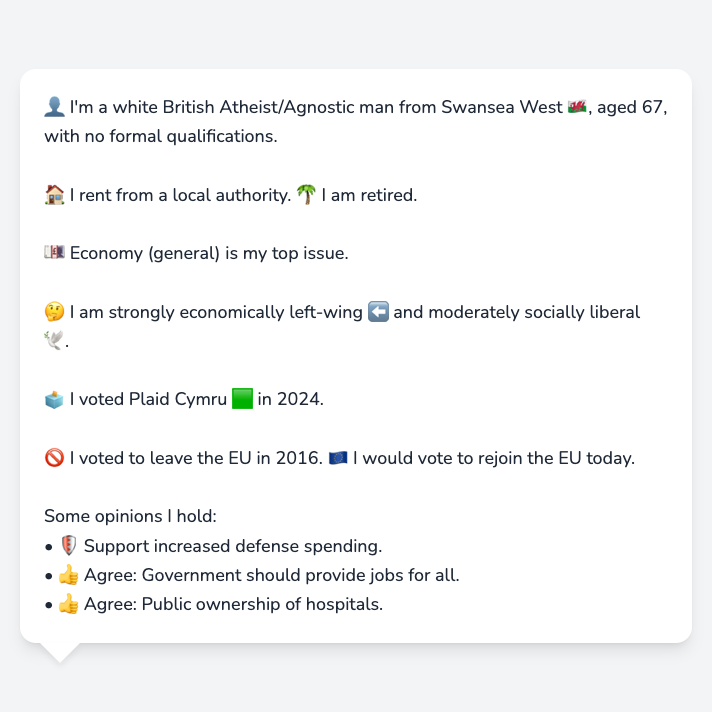 👤 I'm a white British Atheist/Agnostic man from Swansea West 🏴󠁧󠁢󠁷󠁬󠁳󠁿, aged 67,
with no formal qualifications.
🏠 I rent from a local authority. 🌴 I am retired.
💷 Economy (general) is my top issue.
🤔 I am strongly economically left-wing ⬅️ and moderately socially liberal
🕊️.
🗳️ I voted Plaid Cymru 🟩 in 2024.
🚫 I voted to leave the EU in 2016. 🇪🇺 I would vote to rejoin the EU today.
Some opinions I hold:
• 🛡️ Support increased defense spending.
• 👍 Agree: Government should provide jobs for all.
• 👍 Agree: Public ownership of hospitals.